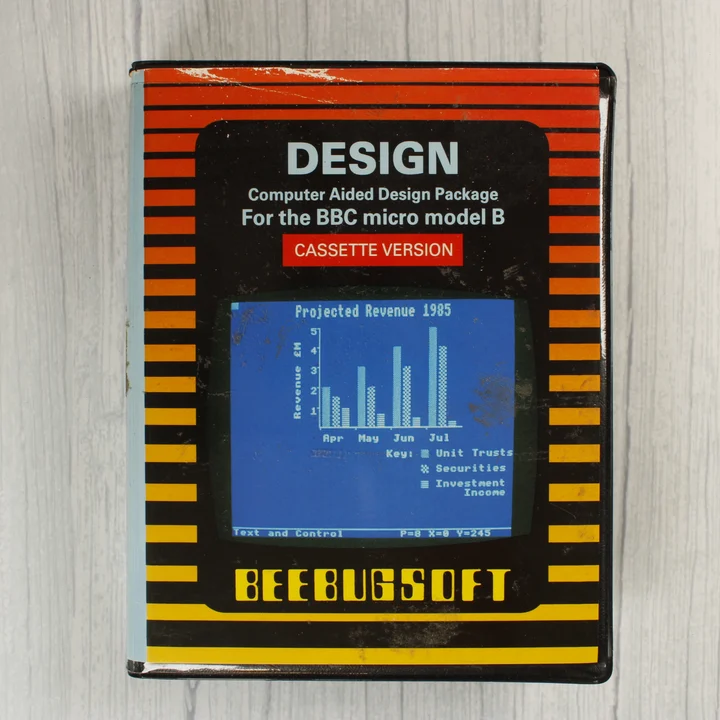 DESIGN
Computer Aided Design Package
For the BBC micro model B
CASSETTE VERSION
Projected Revenue 1985
Revenue £M
5
4
3
2
1
Apr May Jun Jul
Key: Unit Trusts
Securities
Investment
Income
Text and Control P=0 X=0 Y=245
BEEBUGSOFT